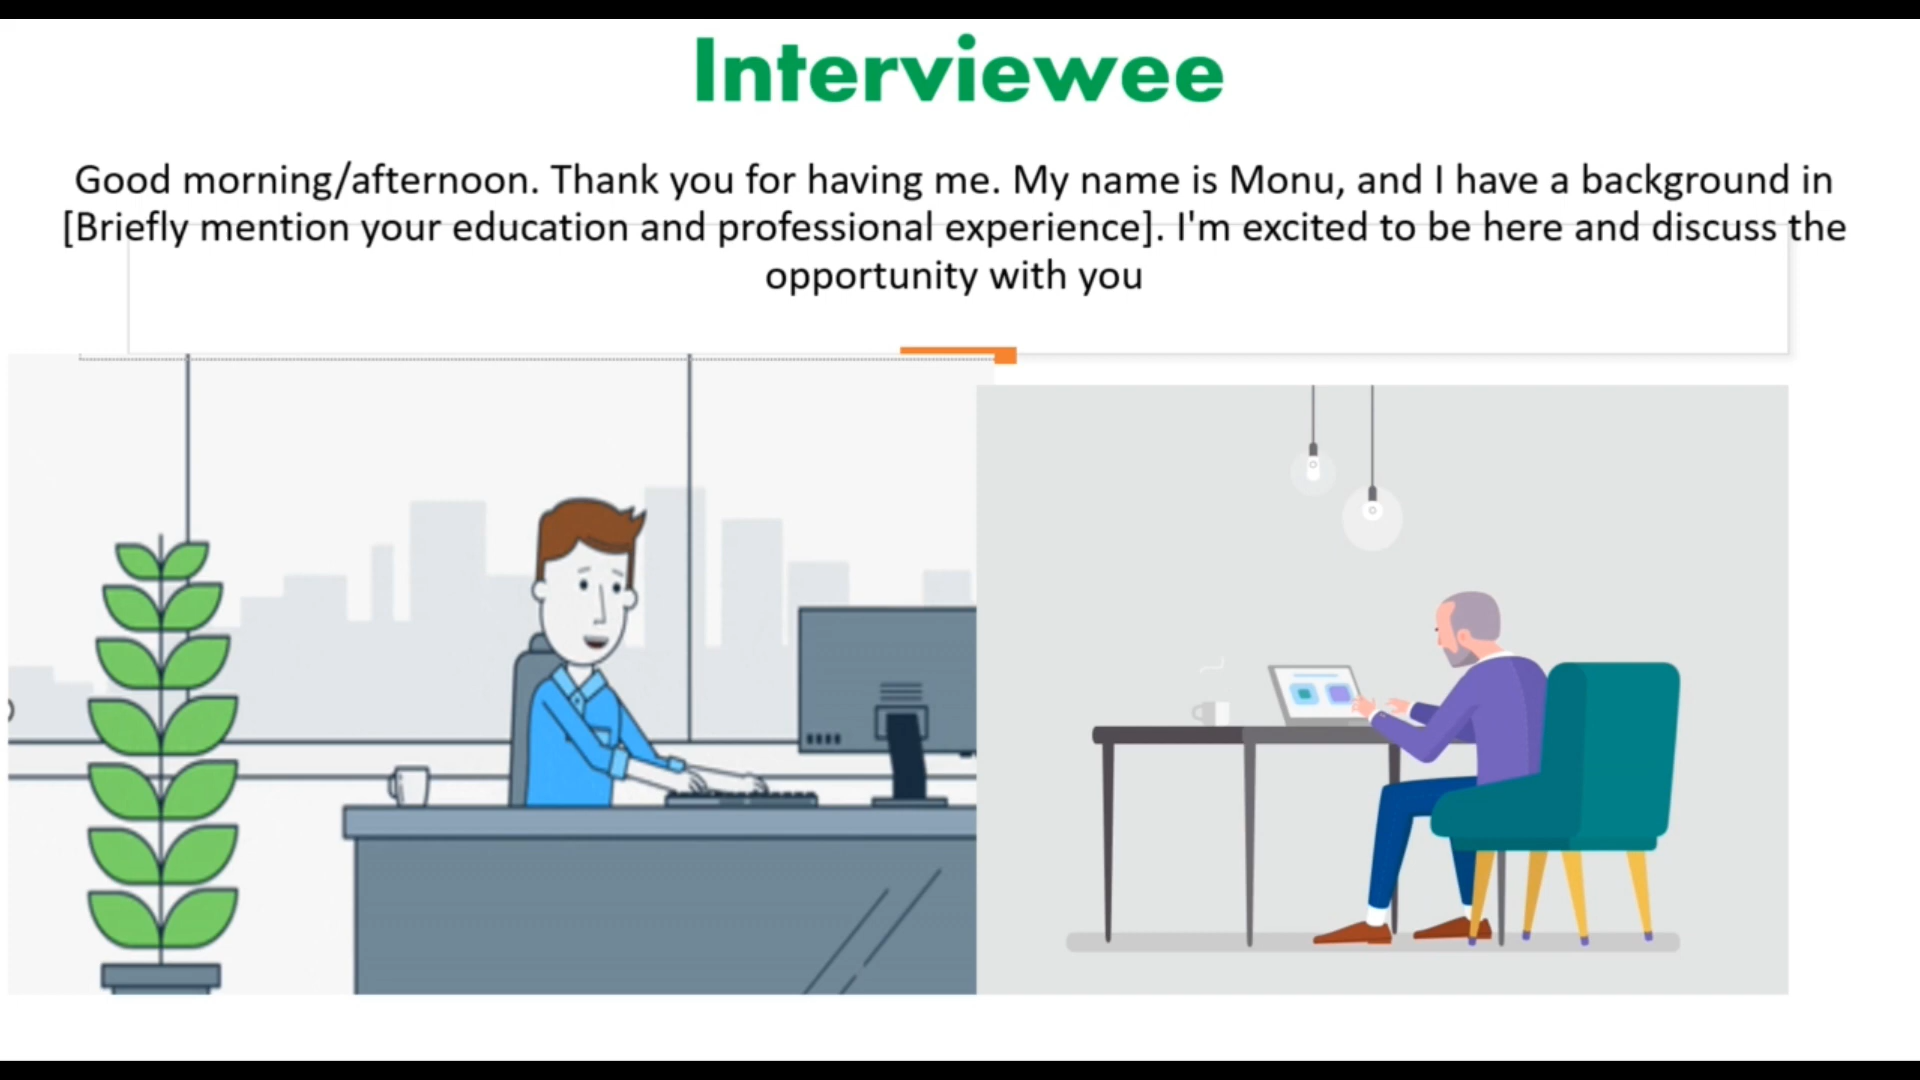 Interviewee
Good morning/afternoon. Thank you for having me. My name is Monu, and I have a background in
[Briefly mention your education and professional experience]. I'm excited to be here and discuss the
opportunity with you